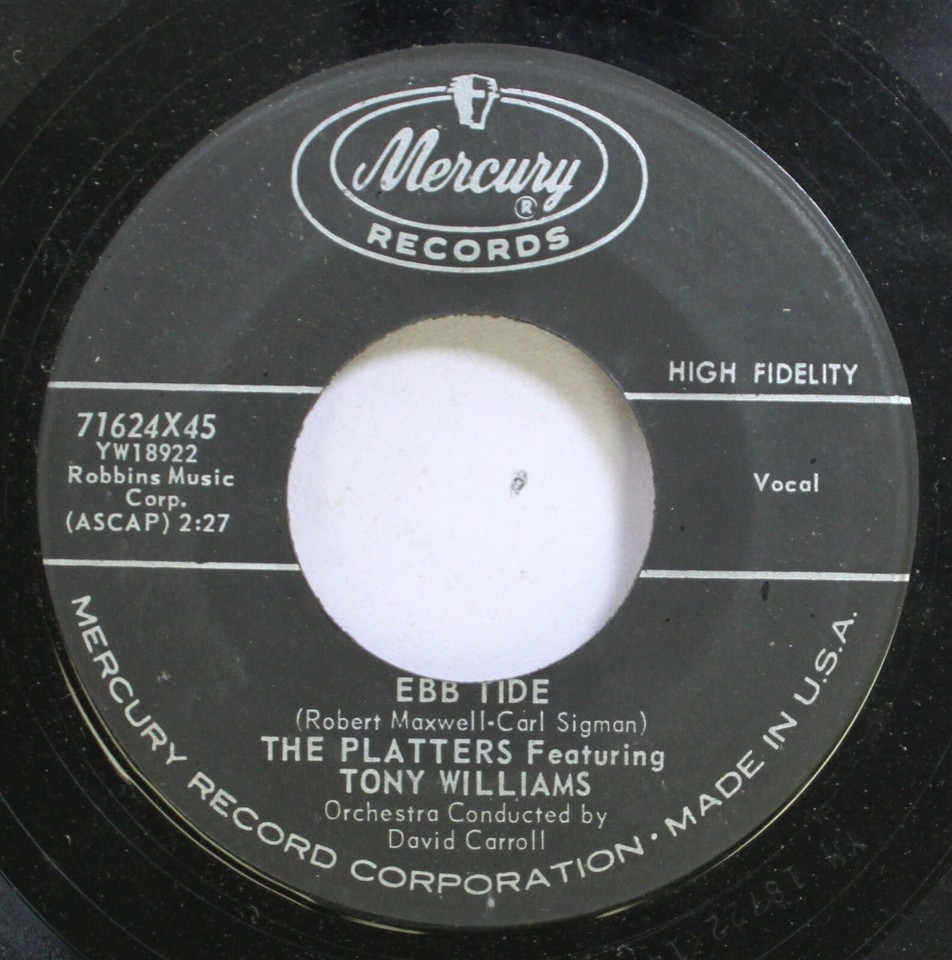 Mercury
®
RECORDS
HIGH FIDELITY
71624X45
YW18922
Robbins Music
Corp.
(ASCAP) 2:27
Vocal
EBB TIDE
(Robert Maxwell-Carl Sigman)
THE PLATTERS Featuring
TONY WILLIAMS
Orchestra Conducted by
David Carroll
MERCURY RECORD CORPORATION • MADE IN U.S.A.